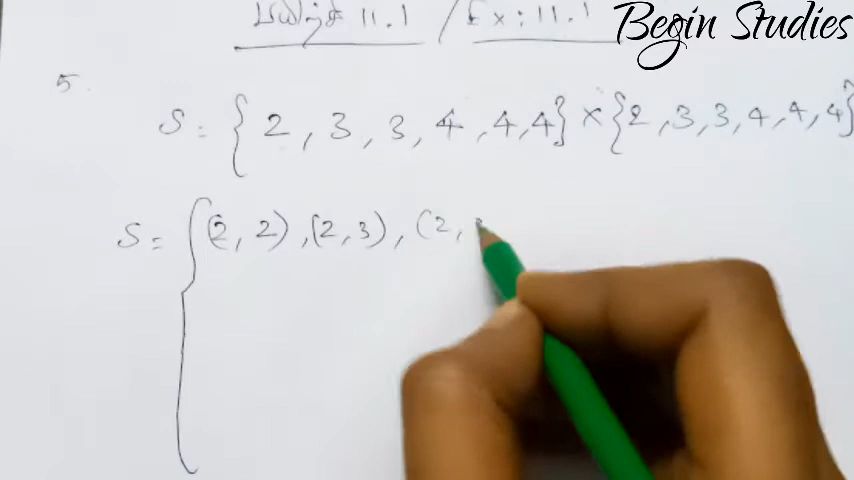 Begin Studies
பயிற்சி 11.1 / Ex: 11.1
5.
S = { 2 , 3 , 3 , 4 , 4 , 4 } × { 2 , 3 , 3 , 4 , 4 , 4 }
S = { (2 , 2) , (2 , 3) , (2 ,